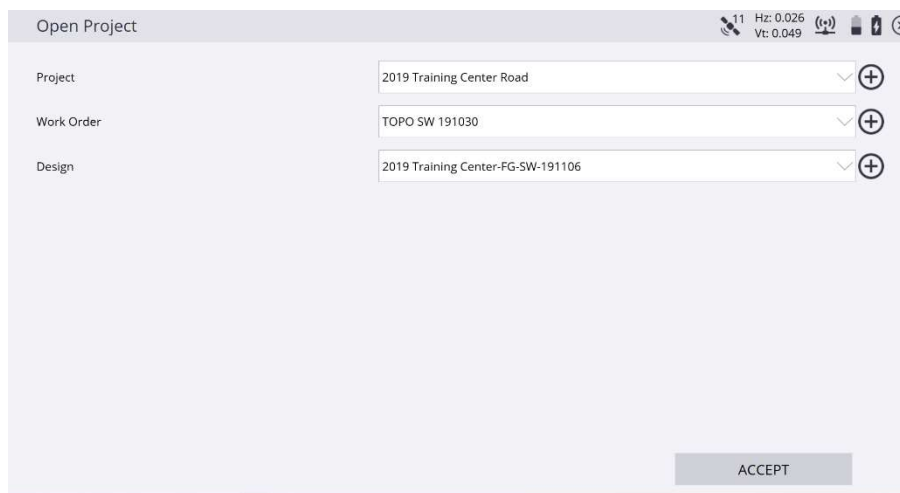 Open Project
11
Hz: 0.026
Vt: 0.049
Project
2019 Training Center Road
Work Order
TOPO SW 191030
Design
2019 Training Center-FG-SW-191106
ACCEPT